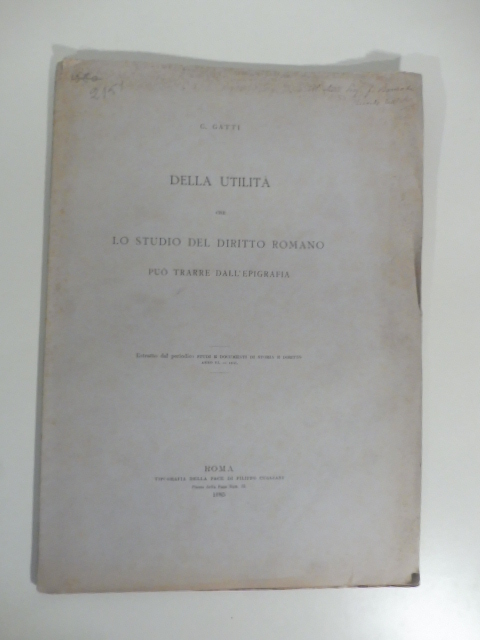 G. GATTI
DELLA UTILITÀ
CHE
LO STUDIO DEL DIRITTO ROMANO
PUÒ TRARRE DALL'EPIGRAFIA
Estratto dal periodico STUDI E DOCUMENTI DI STORIA E DIRITTO
ROMA
TIPOGRAFIA DELLA PACE DI FILIPPO CUGGIANI